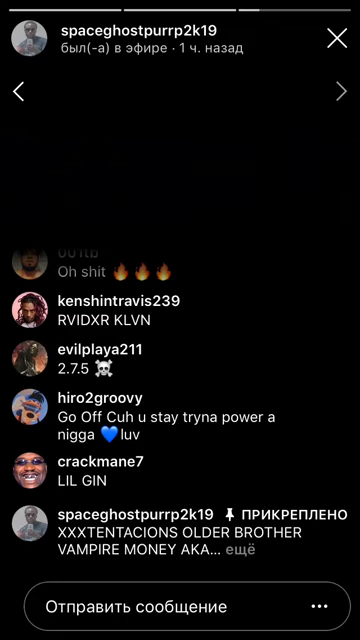 spaceghostpurrp2k19
был(-а) в эфире · 1 ч. назад
001tb
Oh shit 🔥🔥🔥
kenshintravis239
RVIDXR KLVN
evilplaya211
2.7.5 ☠️
hiro2groovy
Go Off Cuh u stay tryna power a
nigga 💙luv
crackmane7
LIL GIN
spaceghostpurrp2k19 📌 ПРИКРЕПЛЕНО
XXXTENTACIONS OLDER BROTHER
VAMPIRE MONEY AKA... ещё
Отправить сообщение